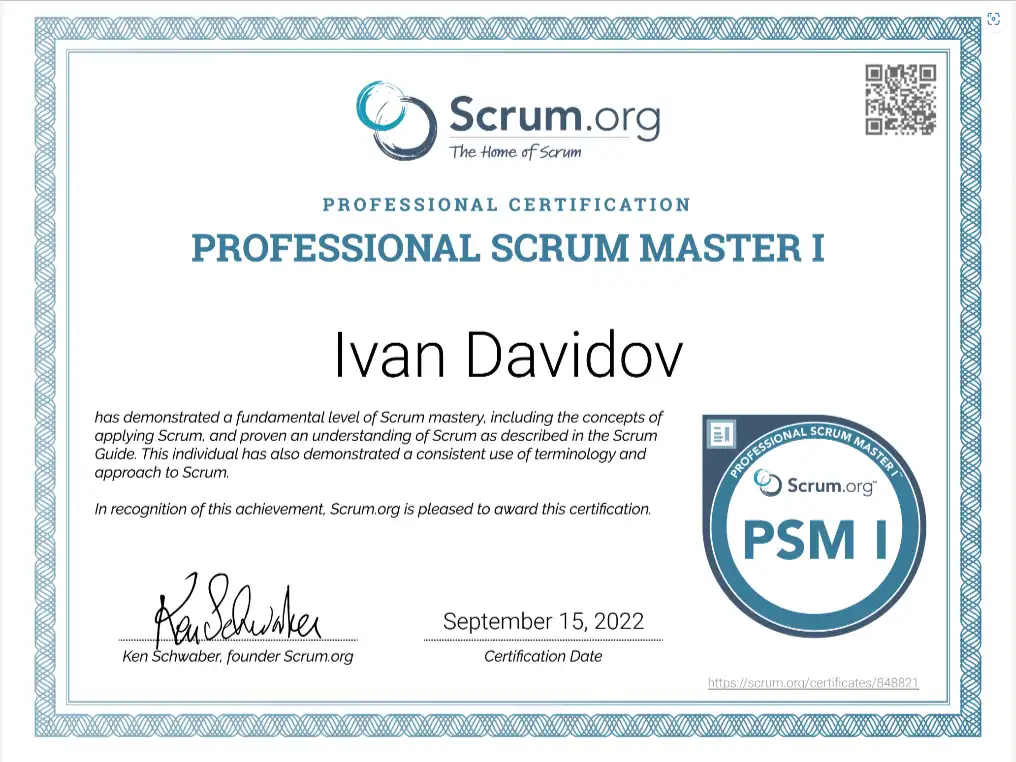 Scrum.org
The Home of Scrum
PROFESSIONAL CERTIFICATION
PROFESSIONAL SCRUM MASTER I
Ivan Davidov
has demonstrated a fundamental level of Scrum mastery, including the concepts of
applying Scrum, and proven an understanding of Scrum as described in the Scrum
Guide. This individual has also demonstrated a consistent use of terminology and
approach to Scrum.
In recognition of this achievement, Scrum.org is pleased to award this certification.
PROFESSIONAL SCRUM MASTER I™
Scrum.org™
PSM I
Ken Schwaber
Ken Schwaber, founder Scrum.org
September 15, 2022
Certification Date
https://scrum.org/certificates/848821